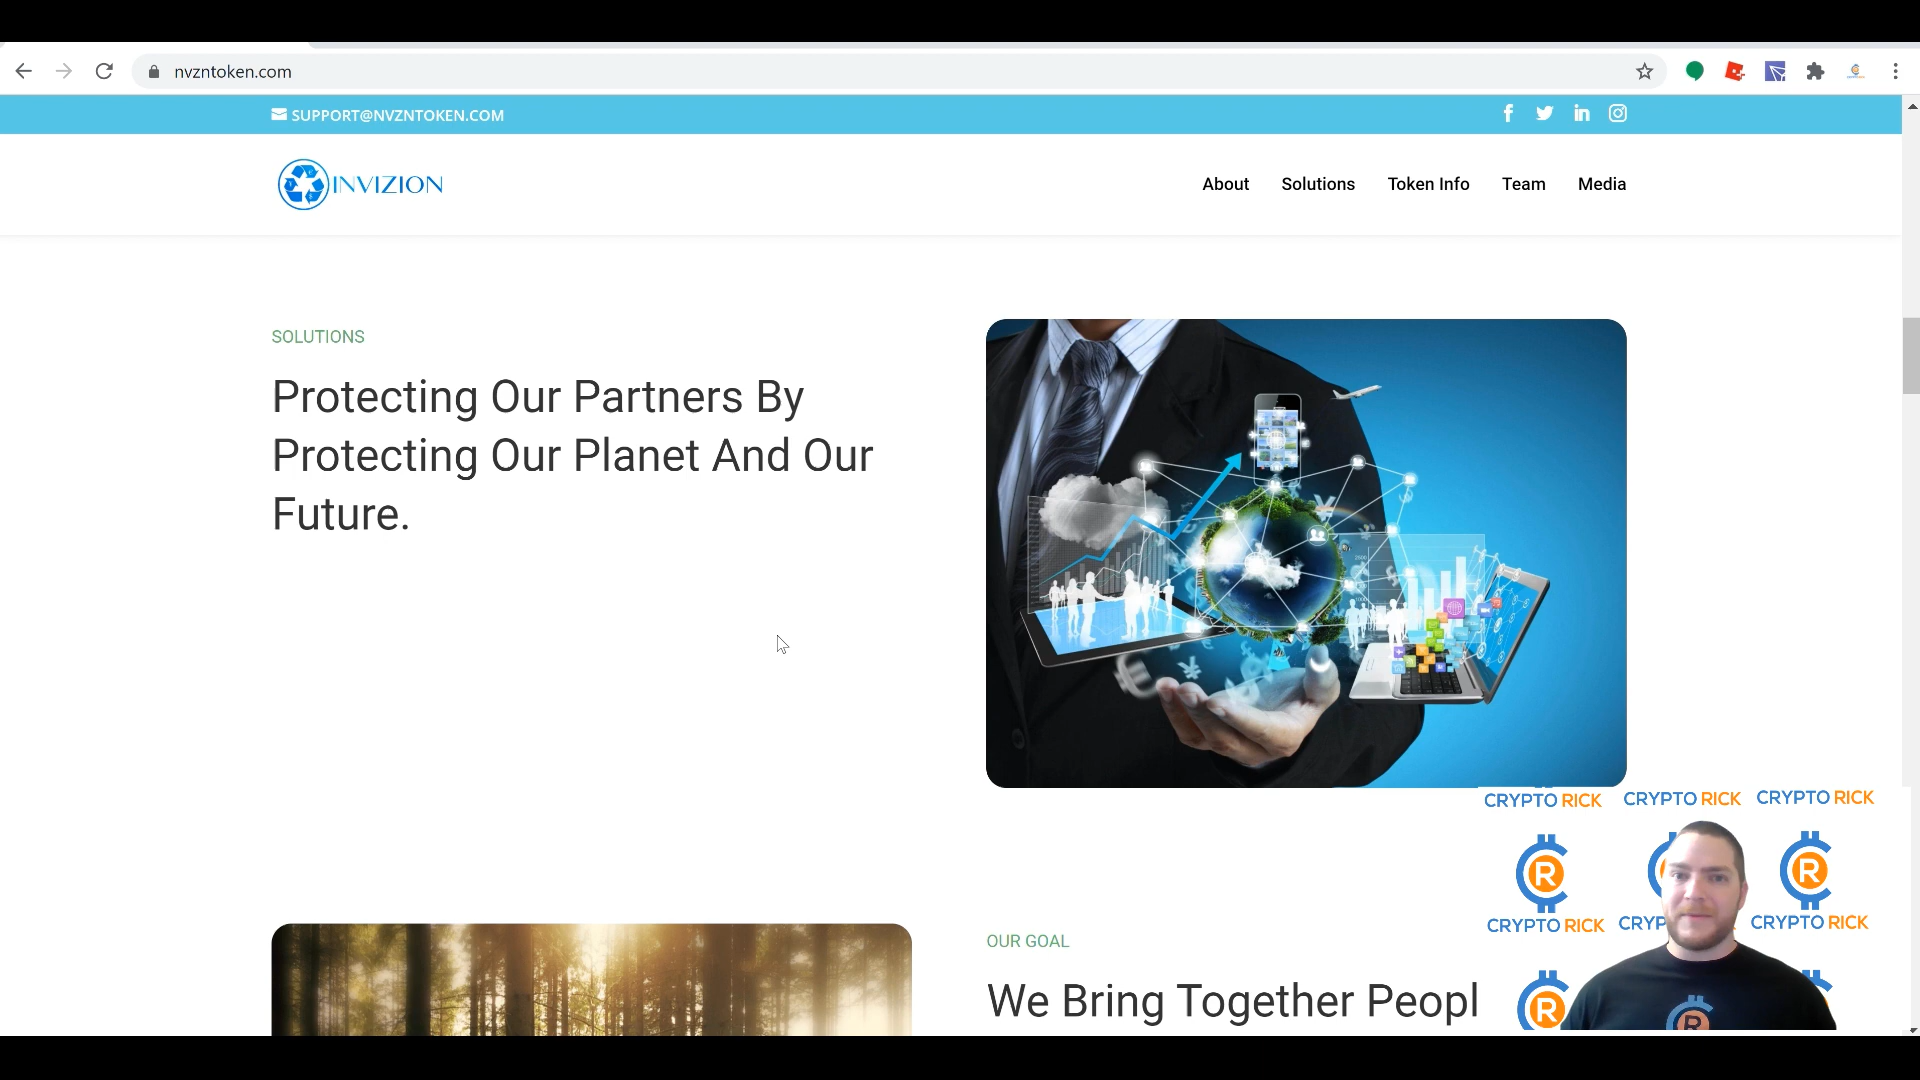 nvzntoken.com
SUPPORT@NVZNTOKEN.COM
INVIZION
About
Solutions
Token Info
Team
Media
SOLUTIONS
Protecting Our Partners By
Protecting Our Planet And Our
Future.
OUR GOAL
We Bring Together Peopl
CRYPTO RICK
CRYPTO RICK
CRYPTO RICK
R
R
CRYPTO RICK
CRYP
CRYPTO RICK
R
R